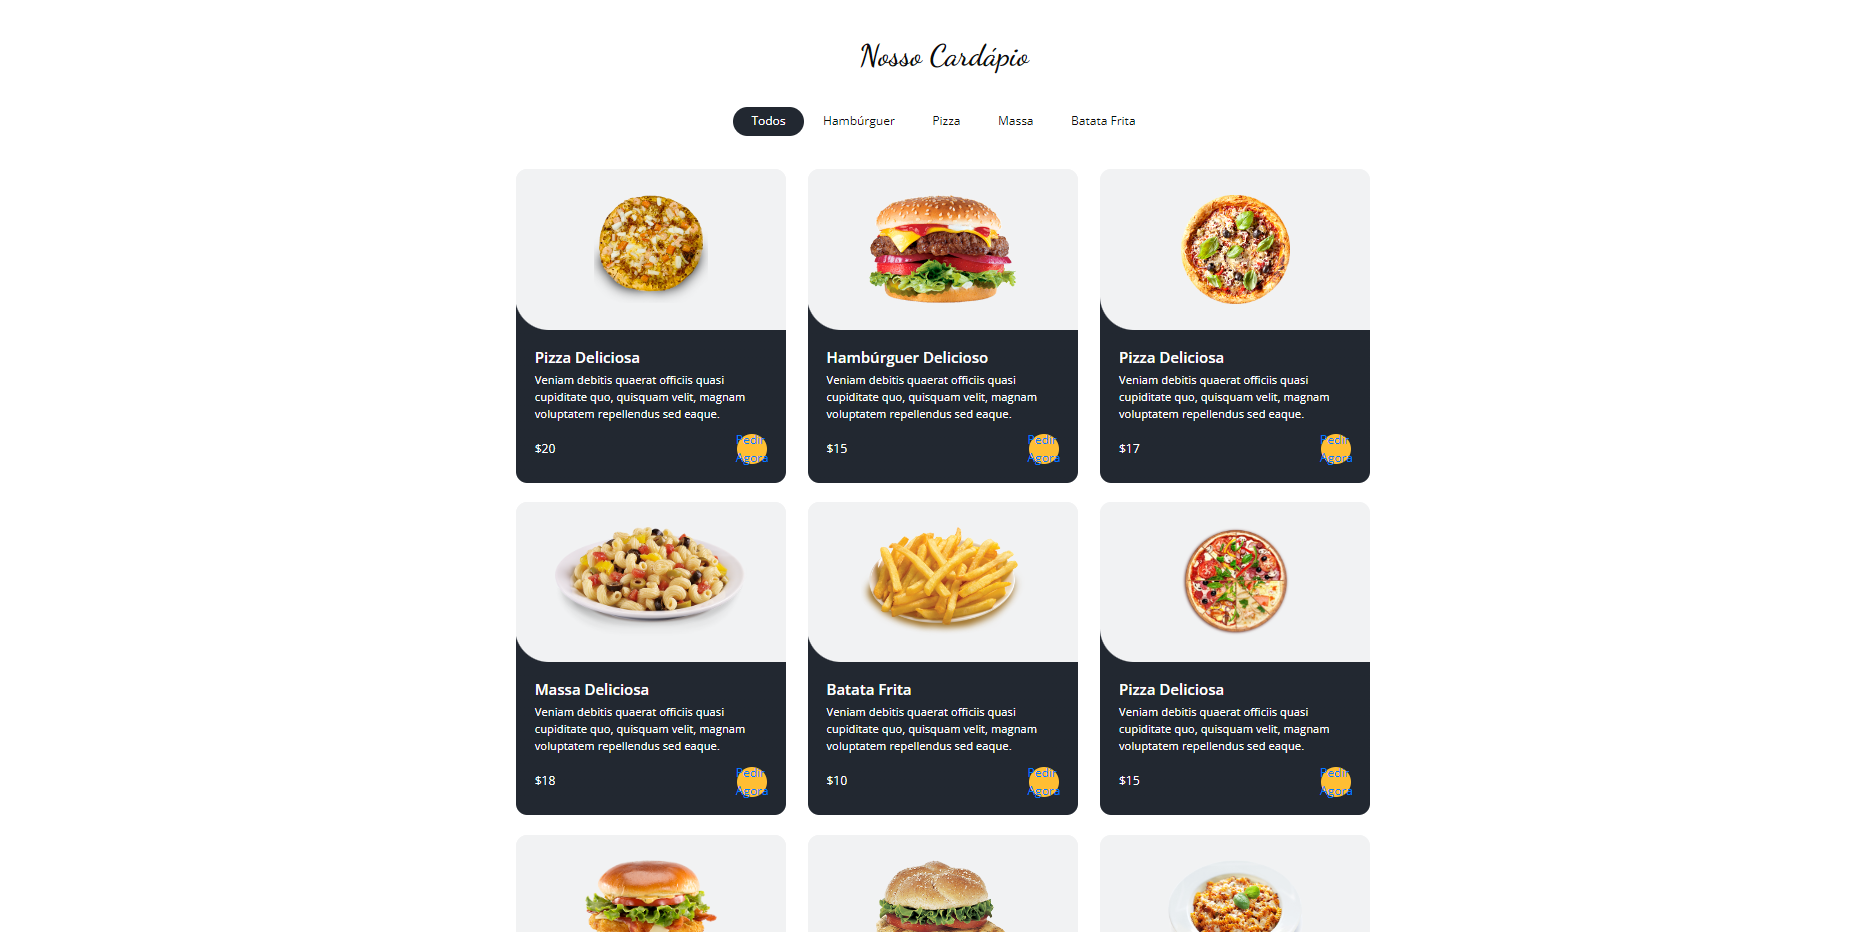 Nosso Cardápio
Todos
Hambúrguer
Pizza
Massa
Batata Frita
Pizza Deliciosa
Veniam debitis quaerat officiis quasi
cupiditate quo, quisquam velit, magnam
voluptatem repellendus sed eaque.
$20
Pedir
Agora
Hambúrguer Delicioso
Veniam debitis quaerat officiis quasi
cupiditate quo, quisquam velit, magnam
voluptatem repellendus sed eaque.
$15
Pedir
Agora
Pizza Deliciosa
Veniam debitis quaerat officiis quasi
cupiditate quo, quisquam velit, magnam
voluptatem repellendus sed eaque.
$17
Pedir
Agora
Massa Deliciosa
Veniam debitis quaerat officiis quasi
cupiditate quo, quisquam velit, magnam
voluptatem repellendus sed eaque.
$18
Pedir
Agora
Batata Frita
Veniam debitis quaerat officiis quasi
cupiditate quo, quisquam velit, magnam
voluptatem repellendus sed eaque.
$10
Pedir
Agora
Pizza Deliciosa
Veniam debitis quaerat officiis quasi
cupiditate quo, quisquam velit, magnam
voluptatem repellendus sed eaque.
$15
Pedir
Agora